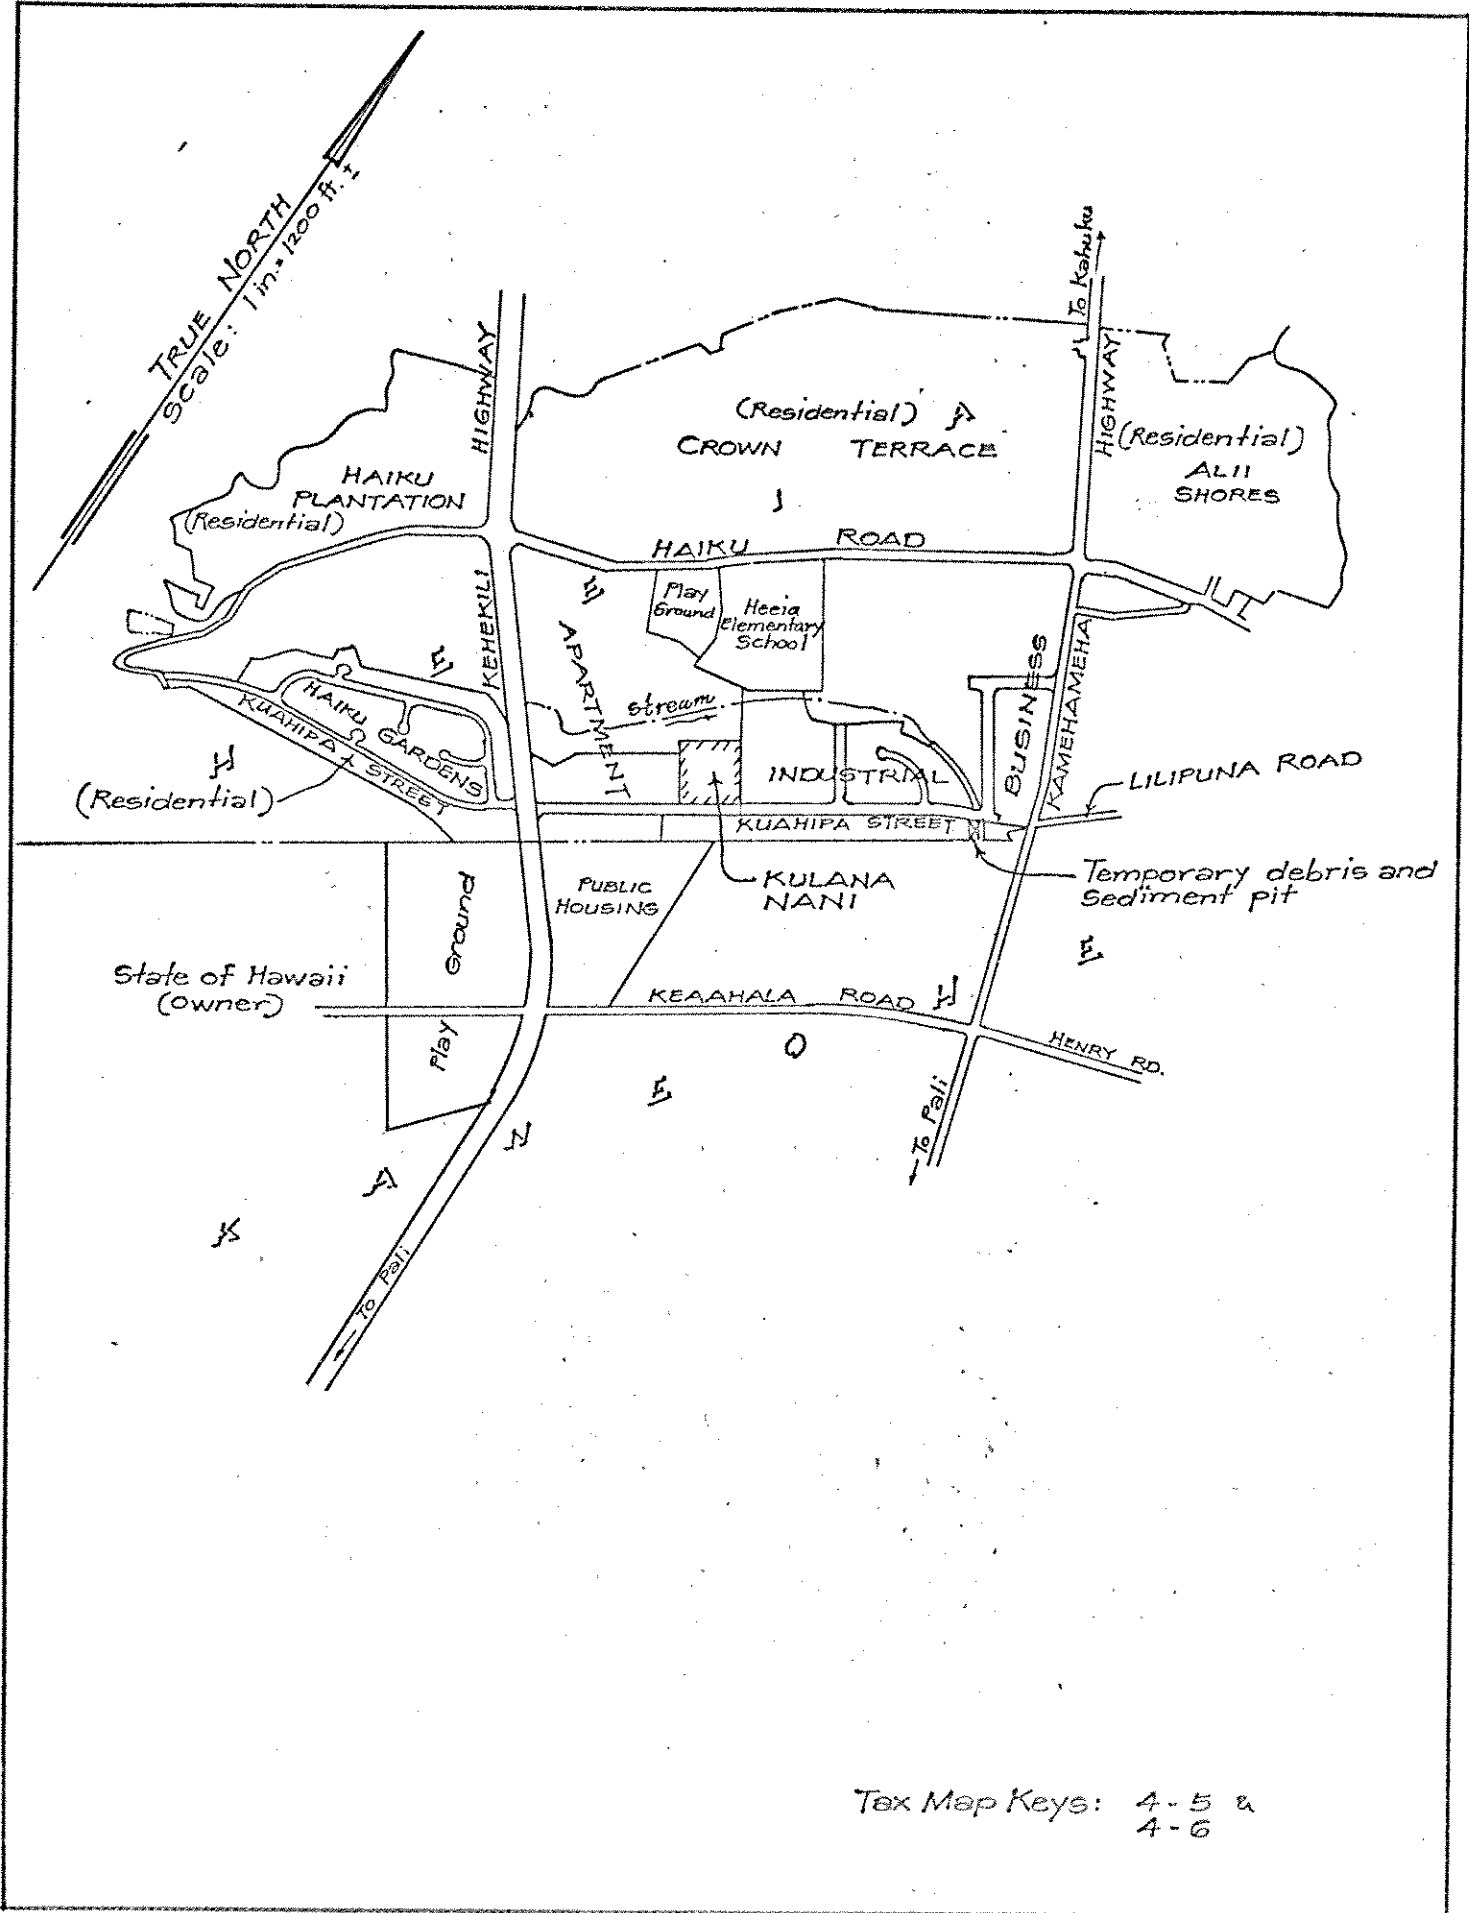 TRUE NORTH
Scale: 1 in.= 1200 ft. ±
To Kahuku
HIGHWAY
HIGHWAY
(Residential)
CROWN TERRACE
(Residential)
ALII
SHORES
HAIKU
PLANTATION
(Residential)
HAIKU ROAD
KEHEKILI
Play
Ground
Heeia
Elementary
School
APARTMENT
stream
BUSINESS
KAMEHAMEHA
HAIKU GARDENS
KUAHIPA STREET
(Residential)
INDUSTRIAL
LILIPUNA ROAD
KUAHIPA STREET
Temporary debris and
Sediment pit
KULANA
NANI
PUBLIC
HOUSING
Play Ground
State of Hawaii
(Owner)
KEAAHALA ROAD
HENRY RD.
To Pali
To Pali
H E E I A
K A N E O H E
Tax Map Keys: 4-5 &
4-6